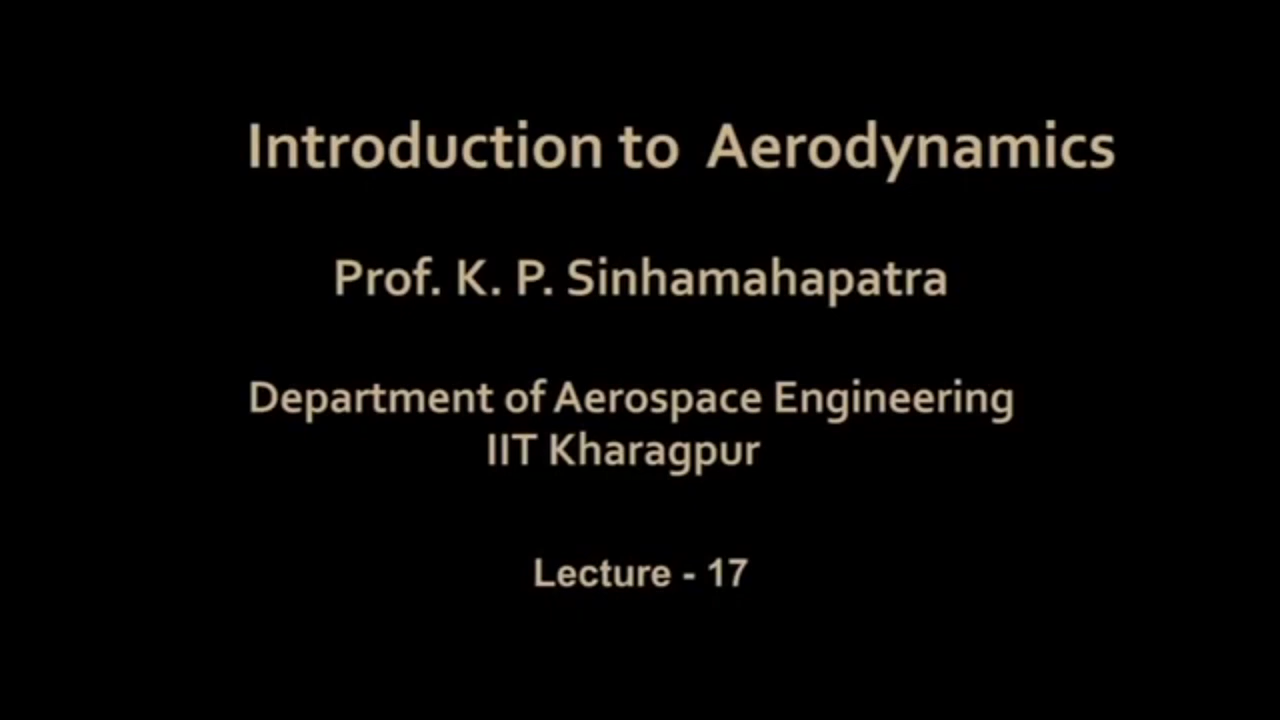 Introduction to Aerodynamics
Prof. K. P. Sinhamahapatra
Department of Aerospace Engineering
IIT Kharagpur
Lecture - 17